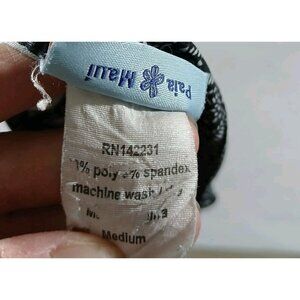 Paia Maui
RN142231
% poly % spandex
machine wash
Medium